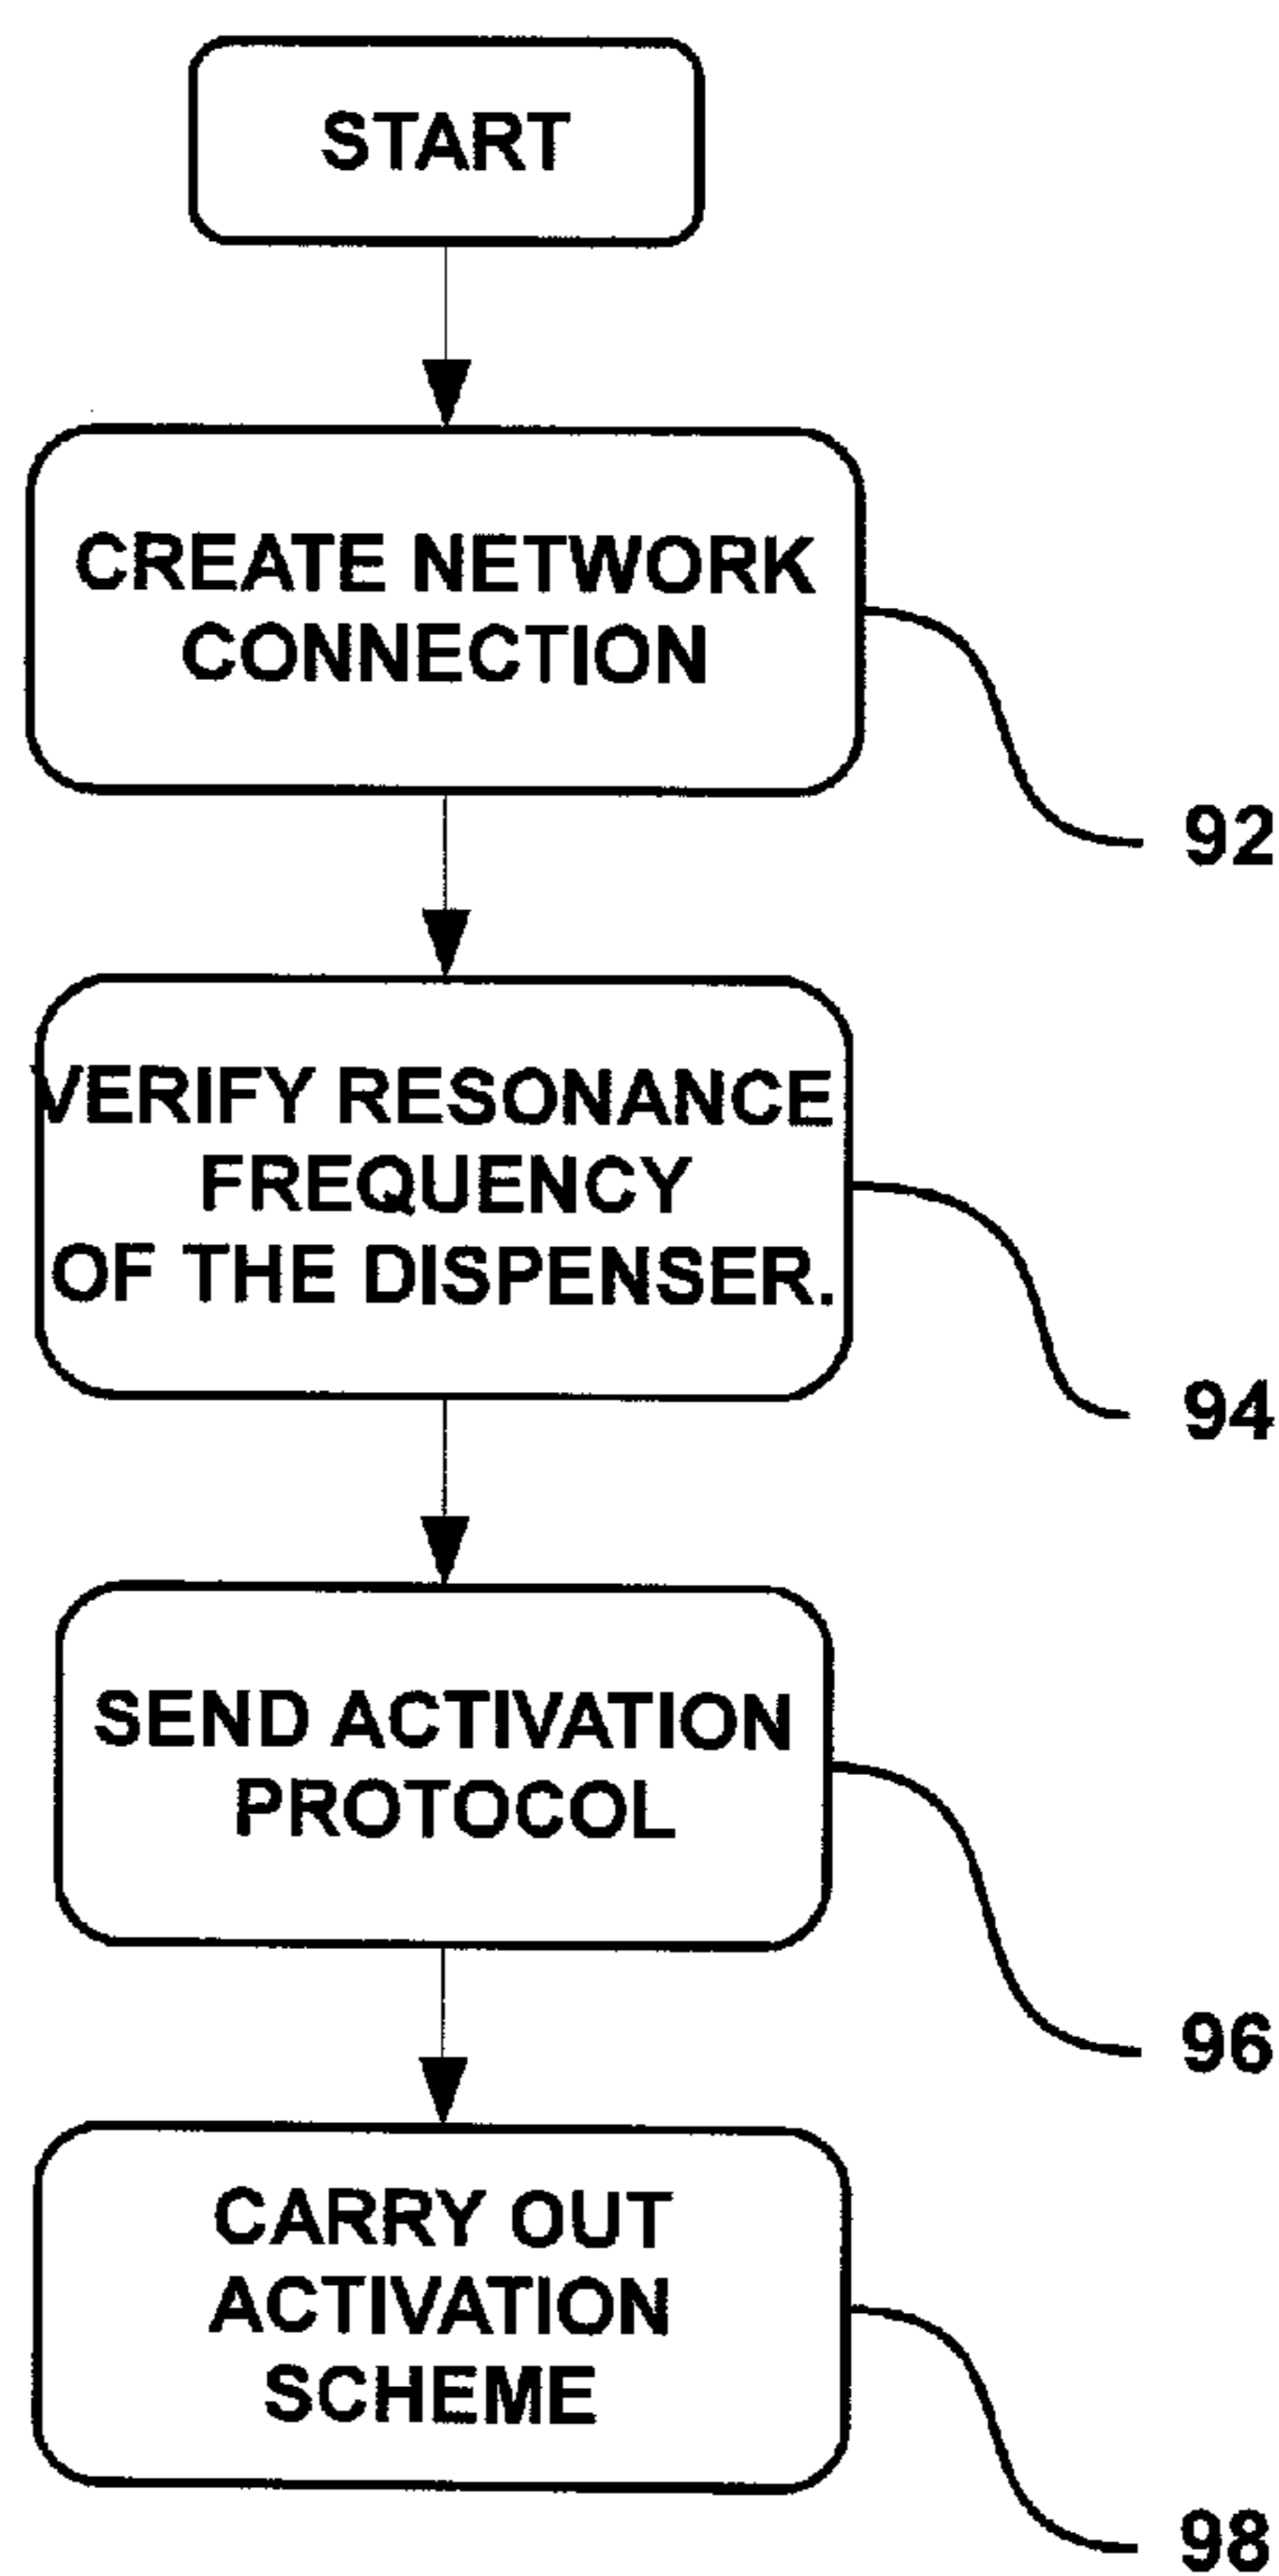 START
CREATE NETWORK
CONNECTION
92
VERIFY RESONANCE
FREQUENCY
OF THE DISPENSER.
94
SEND ACTIVATION
PROTOCOL
96
CARRY OUT
ACTIVATION
SCHEME
98